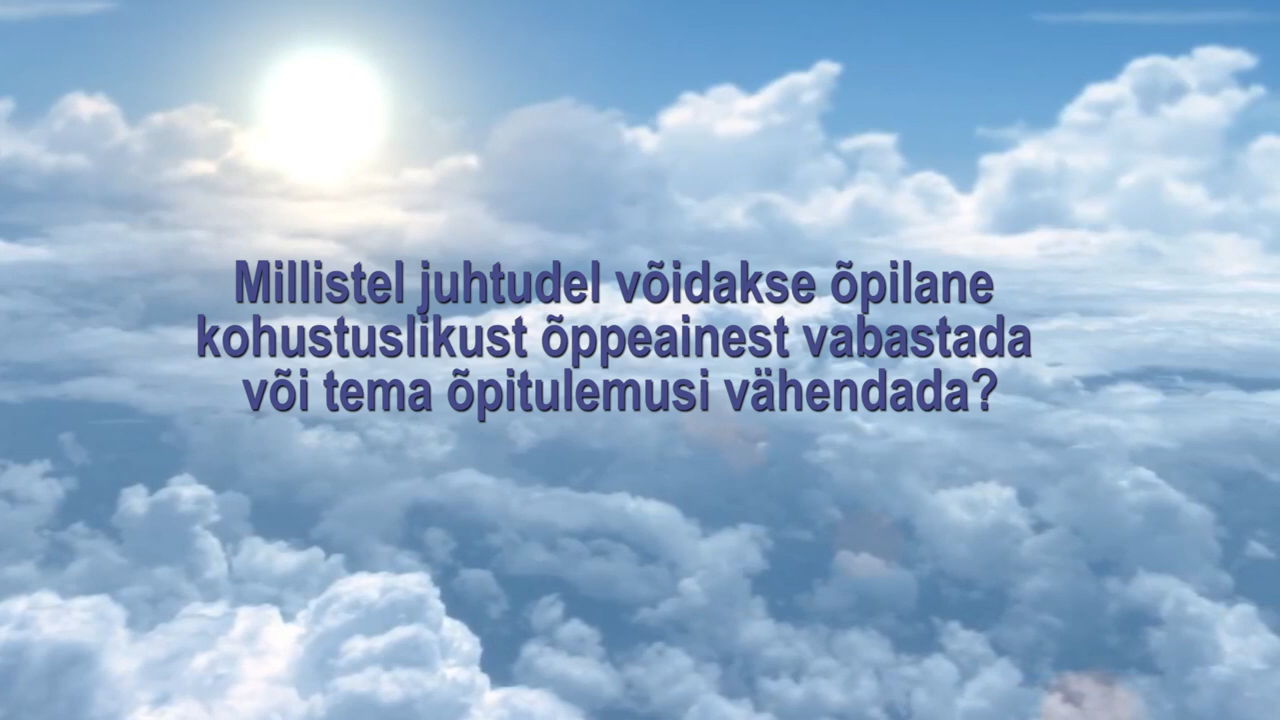 Millistel juhtudel võidakse õpilane
kohustuslikust õppeainest vabastada
või tema õpitulemusi vähendada?